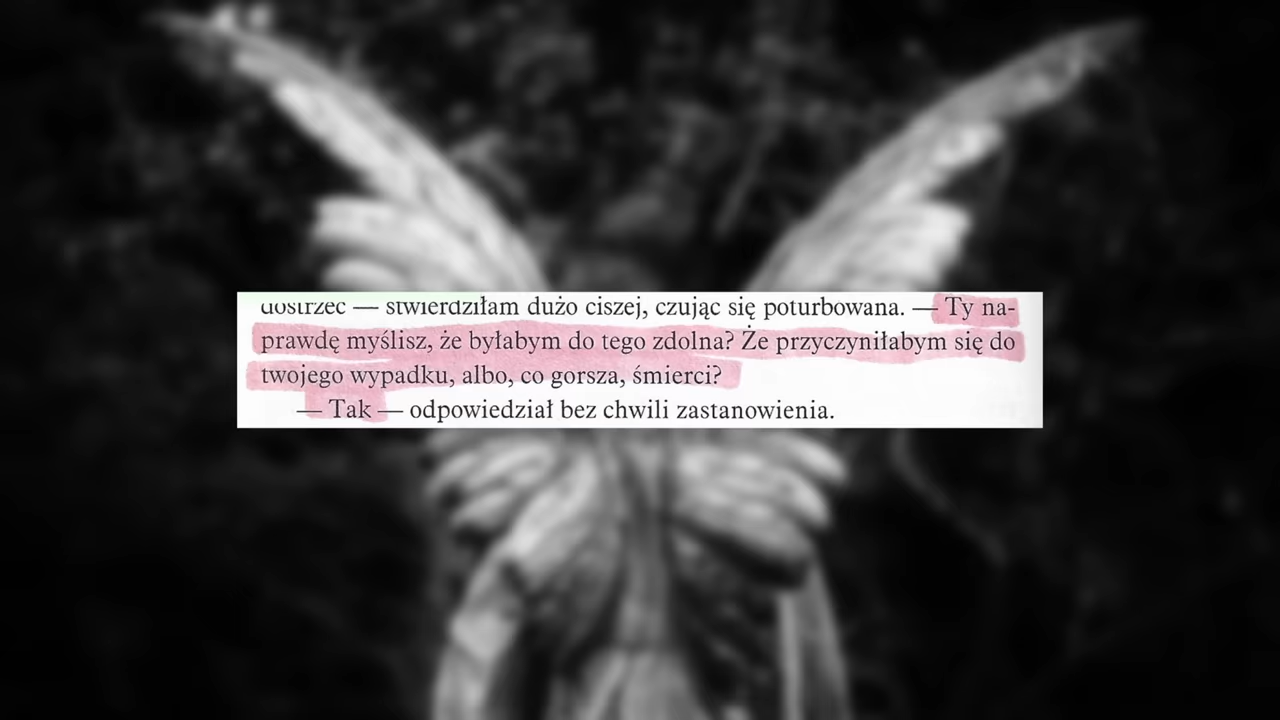 dostrzec — stwierdziłam dużo ciszej, czując się poturbowana. — Ty na-
prawdę myślisz, że byłabym do tego zdolna? Że przyczyniłabym się do
twojego wypadku, albo, co gorsza, śmierci?
— Tak — odpowiedział bez chwili zastanowienia.